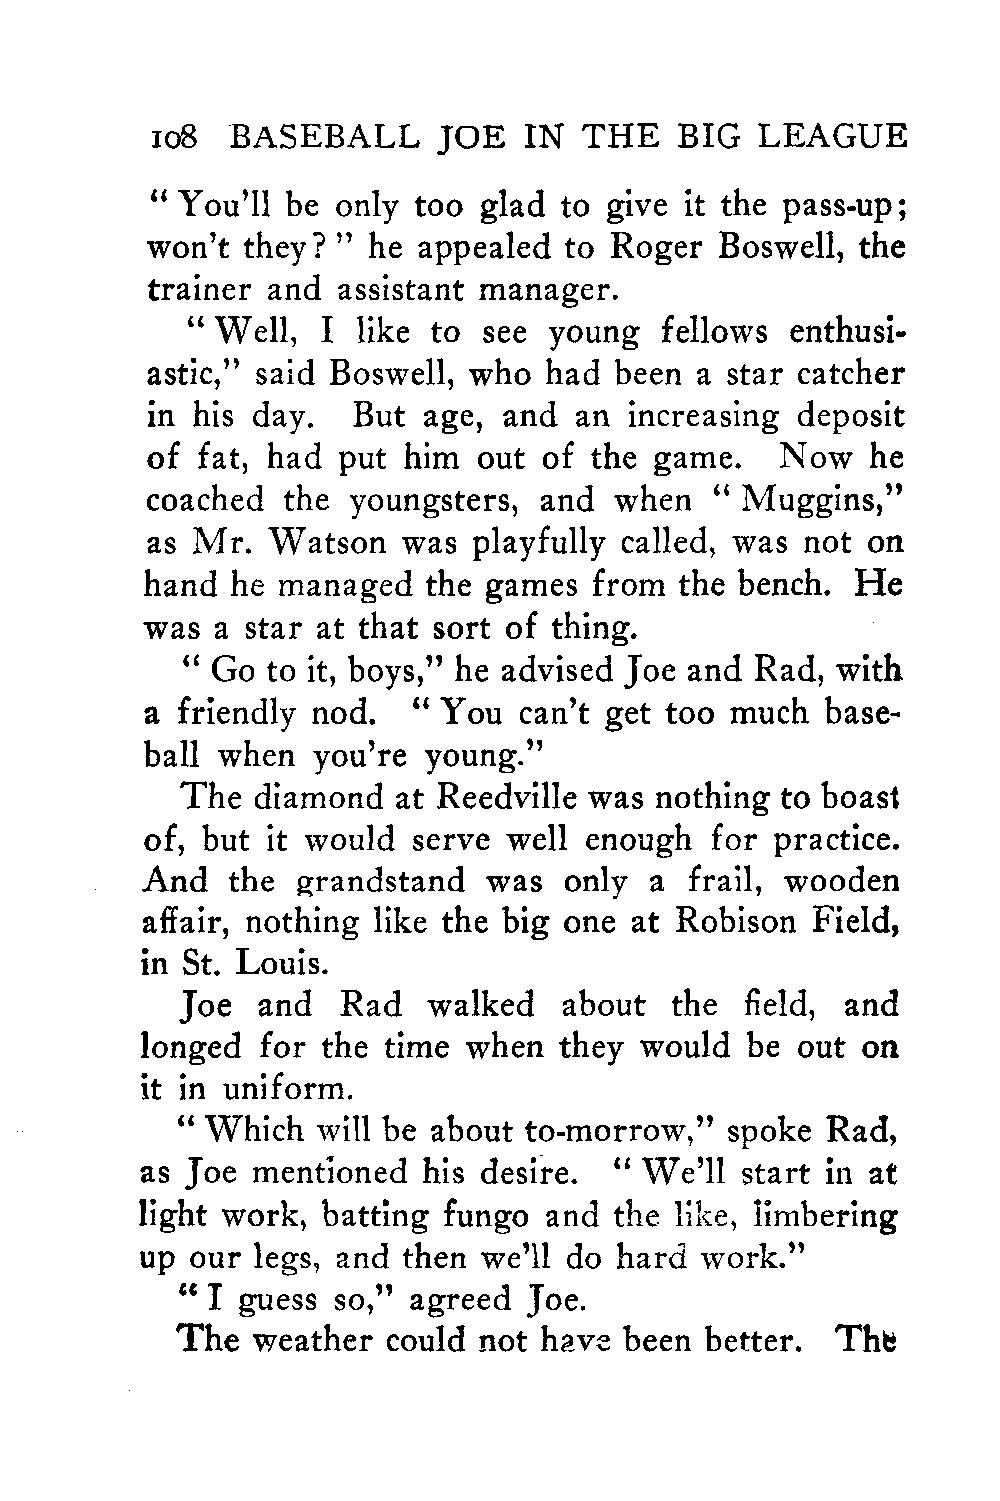 108 BASEBALL JOE IN THE BIG LEAGUE
“ You’ll be only too glad to give it the pass-up;
won’t they? ” he appealed to Roger Boswell, the
trainer and assistant manager.
“ Well, I like to see young fellows enthusi-
astic,” said Boswell, who had been a star catcher
in his day. But age, and an increasing deposit
of fat, had put him out of the game. Now he
coached the youngsters, and when “ Muggins,”
as Mr. Watson was playfully called, was not on
hand he managed the games from the bench. He
was a star at that sort of thing.
“ Go to it, boys,” he advised Joe and Rad, with
a friendly nod. “ You can’t get too much base-
ball when you’re young.”
The diamond at Reedville was nothing to boast
of, but it would serve well enough for practice.
And the grandstand was only a frail, wooden
affair, nothing like the big one at Robison Field,
in St. Louis.
Joe and Rad walked about the field, and
longed for the time when they would be out on
it in uniform.
“ Which will be about to-morrow,” spoke Rad,
as Joe mentioned his desire. “ We’ll start in at
light work, batting fungo and the like, limbering
up our legs, and then we’ll do hard work.”
“ I guess so,” agreed Joe.
The weather could not have been better. The